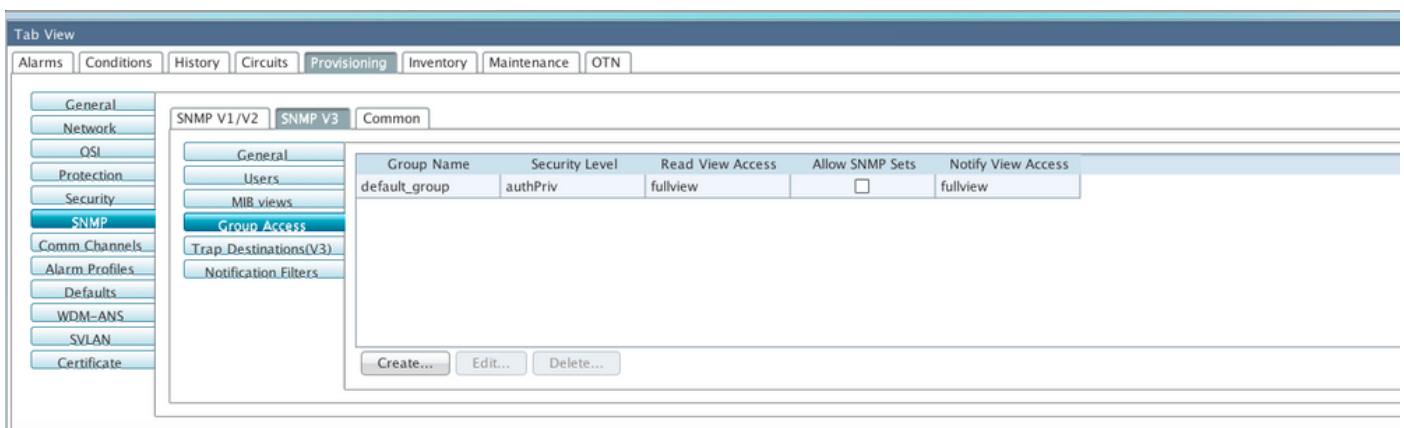 Tab View
Alarms Conditions History Circuits Provisioning Inventory Maintenance OTN
General
Network
OSI
Protection
Security
SNMP
Comm Channels
Alarm Profiles
Defaults
WDM-ANS
SVLAN
Certificate
SNMP V1/V2 SNMP V3 Common
General
Users
MIB views
Group Access
Trap Destinations(V3)
Notification Filters
Group Name Security Level Read View Access Allow SNMP Sets Notify View Access
default_group authPriv fullview fullview
Create... Edit... Delete...